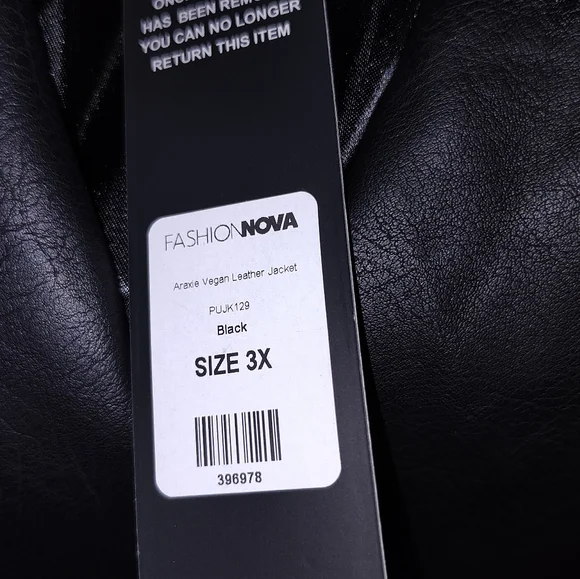 HAS BEEN
YOU CAN NO LONGER
RETURN THIS ITEM
FASHIONNOVA
Araxie Vegan Leather Jacket
PUJK129
Black
SIZE 3X
396978